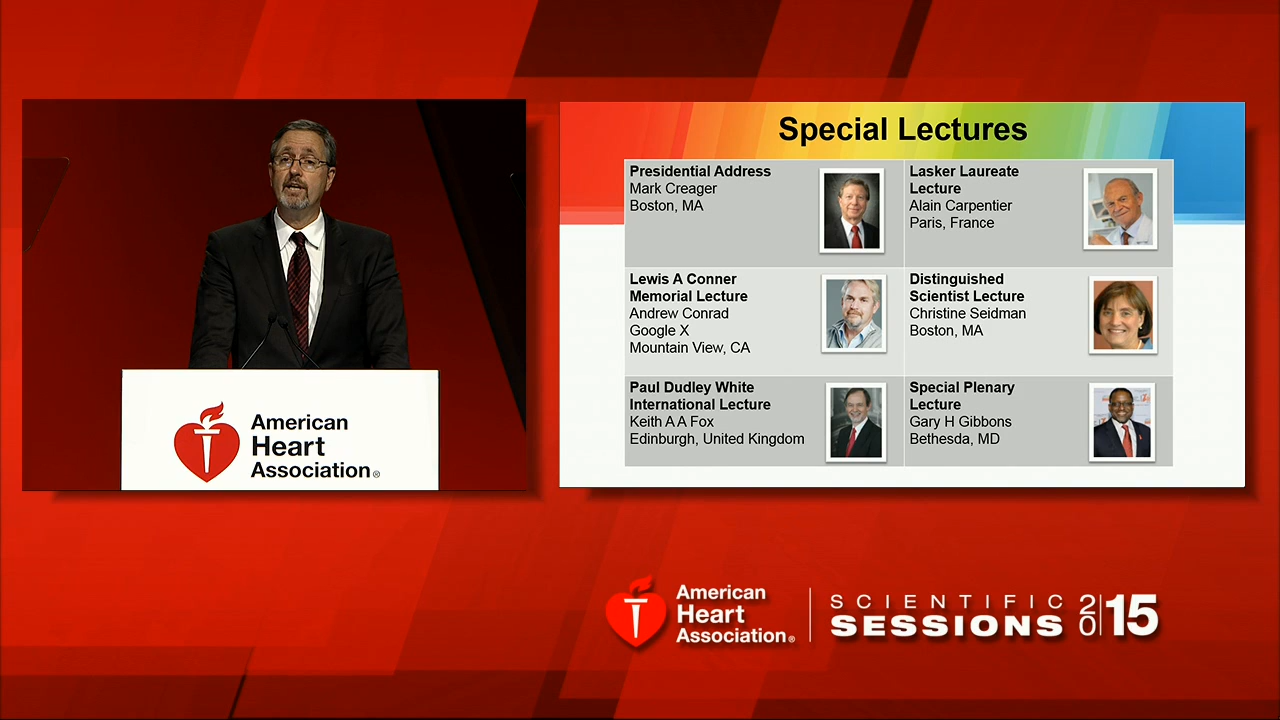 Special Lectures
Presidential Address
Mark Creager
Boston, MA
Lasker Laureate
Lecture
Alain Carpentier
Paris, France
Lewis A Conner
Memorial Lecture
Andrew Conrad
Google X
Mountain View, CA
Distinguished
Scientist Lecture
Christine Seidman
Boston, MA
Paul Dudley White
International Lecture
Keith A A Fox
Edinburgh, United Kingdom
Special Plenary
Lecture
Gary H Gibbons
Bethesda, MD
American
Heart
Association®
American
Heart
Association®
SCIENTIFIC
SESSIONS 2015